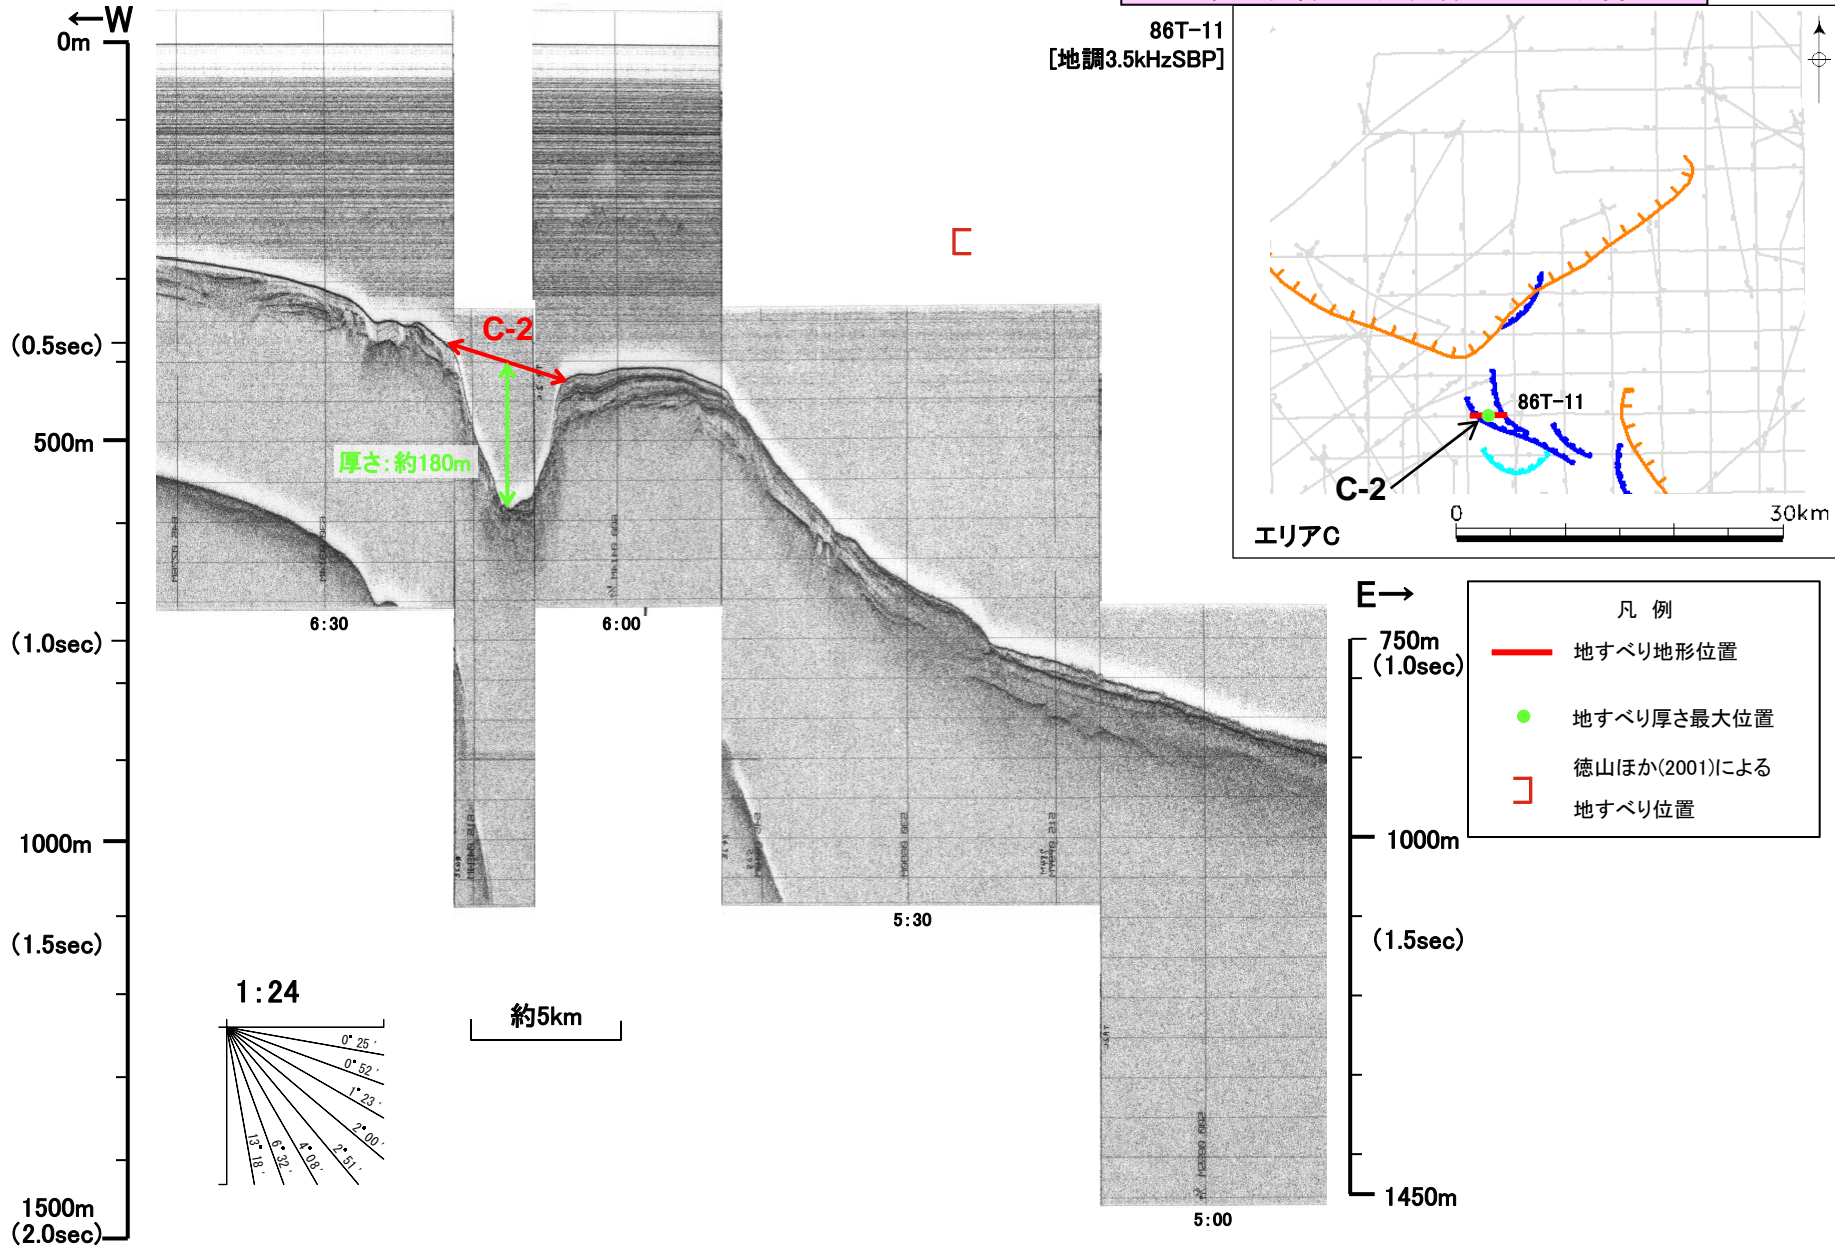 ←W
0m
(0.5sec)
500m
(1.0sec)
1000m
(1.5sec)
1500m
(2.0sec)
86T-11
[地調3.5kHzSBP]
C-2
厚さ:約180m
6:30
6:00
5:30
5:00
1:24
0°25′
0°52′
1°23′
2°00′
2°51′
4°08′
6°32′
13°18′
約5km
86T-11
C-2
エリアC
0
30km
E→
750m
(1.0sec)
1000m
(1.5sec)
1450m
凡 例
地すべり地形位置
地すべり厚さ最大位置
徳山ほか(2001)による
地すべり位置